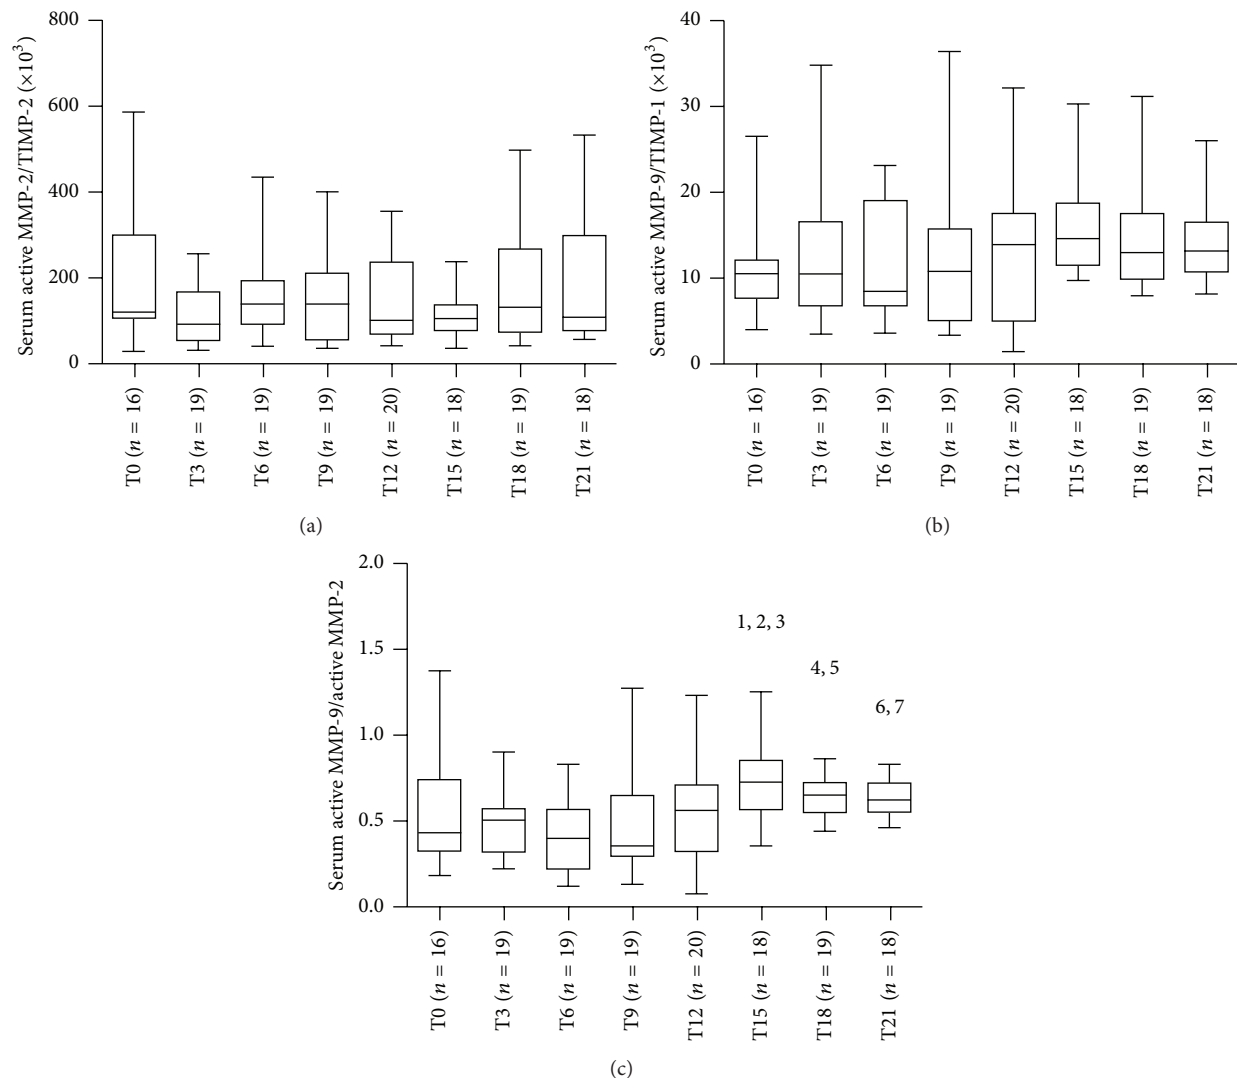 Serum active MMP-2/TIMP-2 (×10³)
800
600
400
200
0
T0 (n = 16)
T3 (n = 19)
T6 (n = 19)
T9 (n = 19)
T12 (n = 20)
T15 (n = 18)
T18 (n = 19)
T21 (n = 18)
(a)
Serum active MMP-9/TIMP-1 (×10³)
40
30
20
10
0
T0 (n = 16)
T3 (n = 19)
T6 (n = 19)
T9 (n = 19)
T12 (n = 20)
T15 (n = 18)
T18 (n = 19)
T21 (n = 18)
(b)
Serum active MMP-9/active MMP-2
2.0
1.5
1.0
0.5
0.0
1, 2, 3
4, 5
6, 7
T0 (n = 16)
T3 (n = 19)
T6 (n = 19)
T9 (n = 19)
T12 (n = 20)
T15 (n = 18)
T18 (n = 19)
T21 (n = 18)
(c)